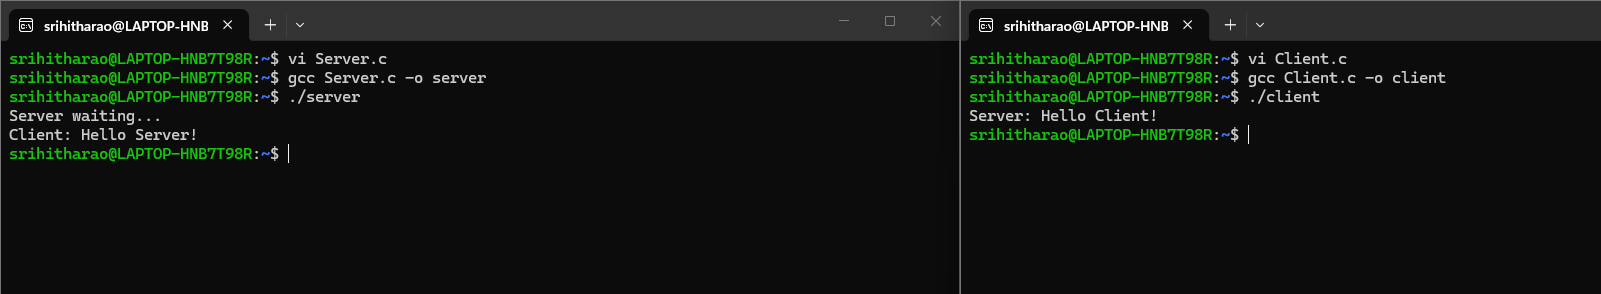 srihitharao@LAPTOP-HNB
srihitharao@LAPTOP-HNB7T98R:~$ vi Server.c
srihitharao@LAPTOP-HNB7T98R:~$ gcc Server.c -o server
srihitharao@LAPTOP-HNB7T98R:~$ ./server
Server waiting...
Client: Hello Server!
srihitharao@LAPTOP-HNB7T98R:~$
srihitharao@LAPTOP-HNB
srihitharao@LAPTOP-HNB7T98R:~$ vi Client.c
srihitharao@LAPTOP-HNB7T98R:~$ gcc Client.c -o client
srihitharao@LAPTOP-HNB7T98R:~$ ./client
Server: Hello Client!
srihitharao@LAPTOP-HNB7T98R:~$